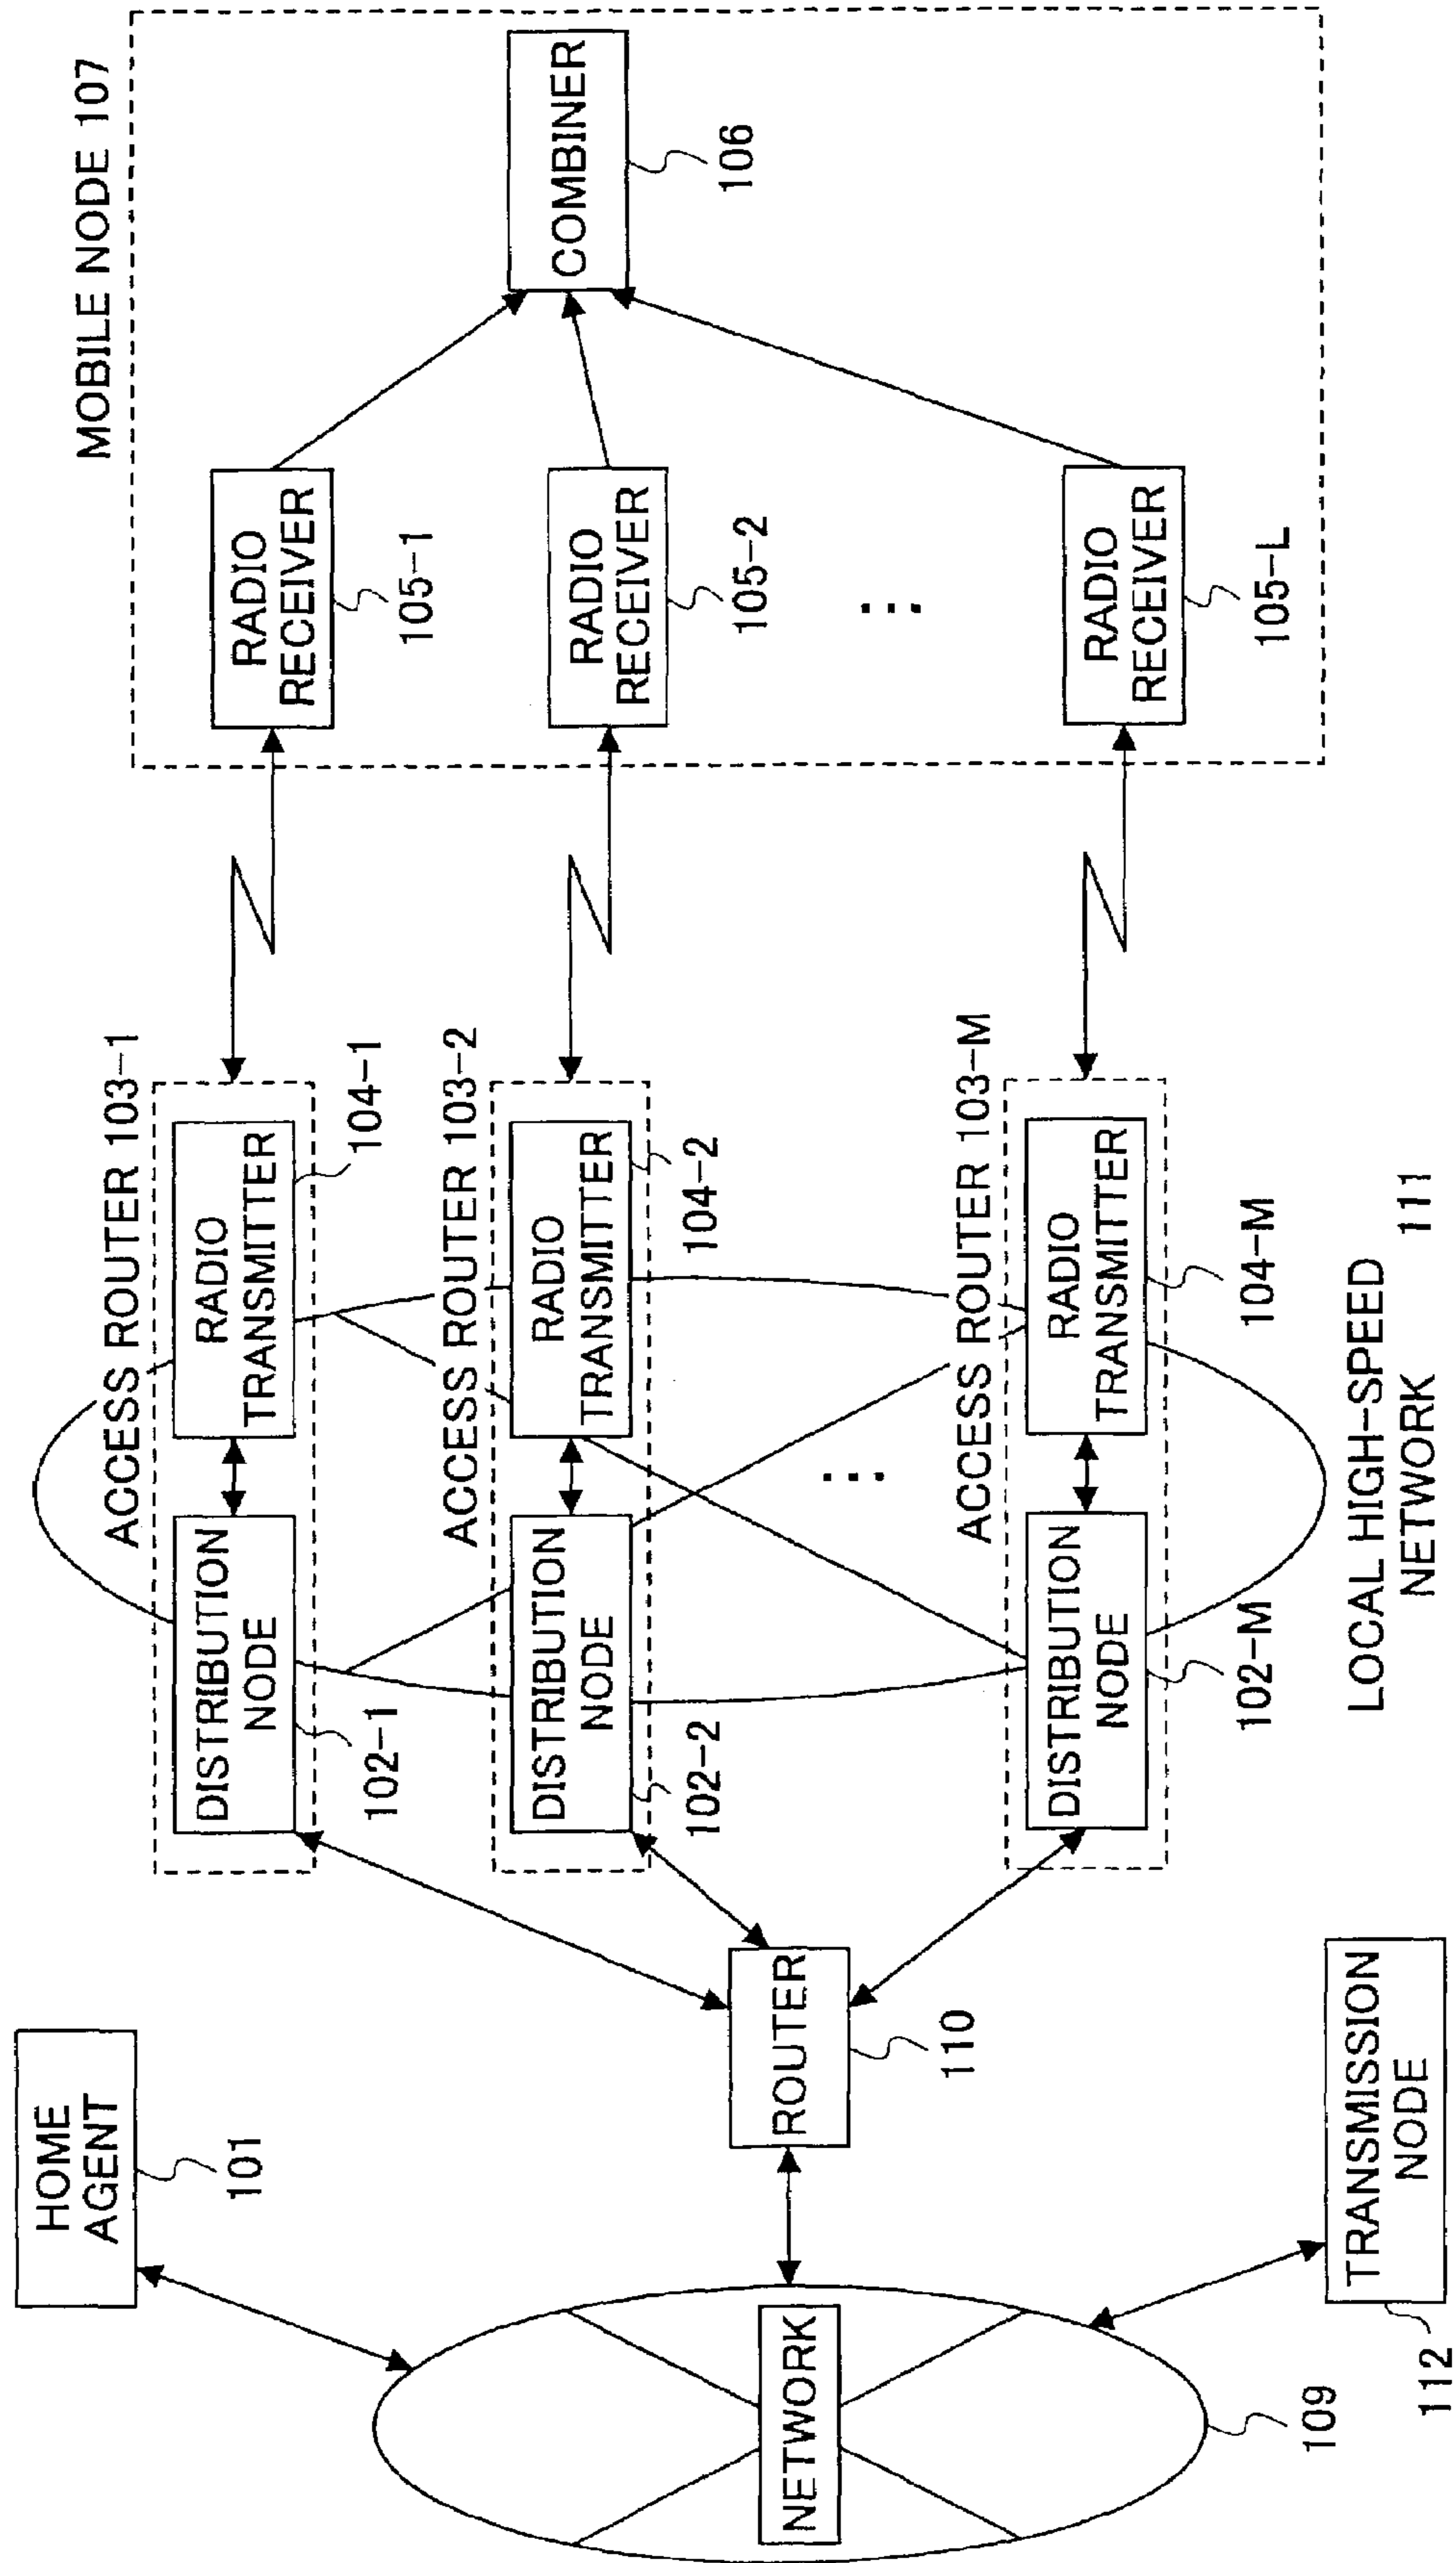 HOME
AGENT
101
NETWORK
109
TRANSMISSION
NODE
112
ROUTER
110
ACCESS ROUTER 103-1
DISTRIBUTION
NODE
102-1
RADIO
TRANSMITTER
104-1
ACCESS ROUTER 103-2
DISTRIBUTION
NODE
102-2
RADIO
TRANSMITTER
104-2
...
ACCESS ROUTER 103-M
DISTRIBUTION
NODE
102-M
RADIO
TRANSMITTER
104-M
LOCAL HIGH-SPEED
NETWORK 111
MOBILE NODE 107
RADIO
RECEIVER
105-1
RADIO
RECEIVER
105-2
...
RADIO
RECEIVER
105-L
COMBINER
106